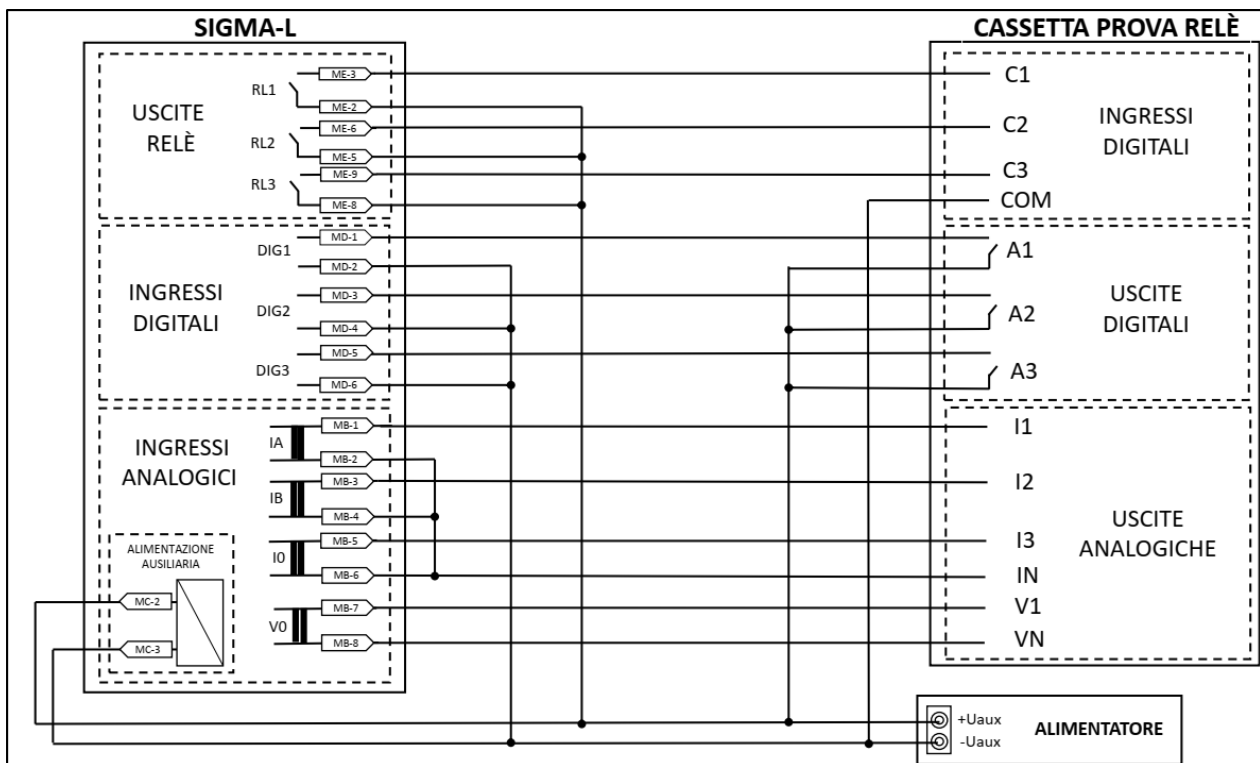 SIGMA-L
CASSETTA PROVA RELÈ
USCITE
RELÈ
RL1
ME-3
ME-2
RL2
ME-6
ME-5
RL3
ME-9
ME-8
C1
C2
C3
COM
INGRESSI
DIGITALI
INGRESSI
DIGITALI
DIG1
MD-1
MD-2
DIG2
MD-3
MD-4
DIG3
MD-5
MD-6
A1
A2
A3
USCITE
DIGITALI
INGRESSI
ANALOGICI
IA
MB-1
MB-2
IB
MB-3
MB-4
I0
MB-5
MB-6
V0
MB-7
MB-8
I1
I2
I3
IN
V1
VN
USCITE
ANALOGICHE
ALIMENTAZIONE
AUSILIARIA
MC-2
MC-3
+Uaux
-Uaux
ALIMENTATORE